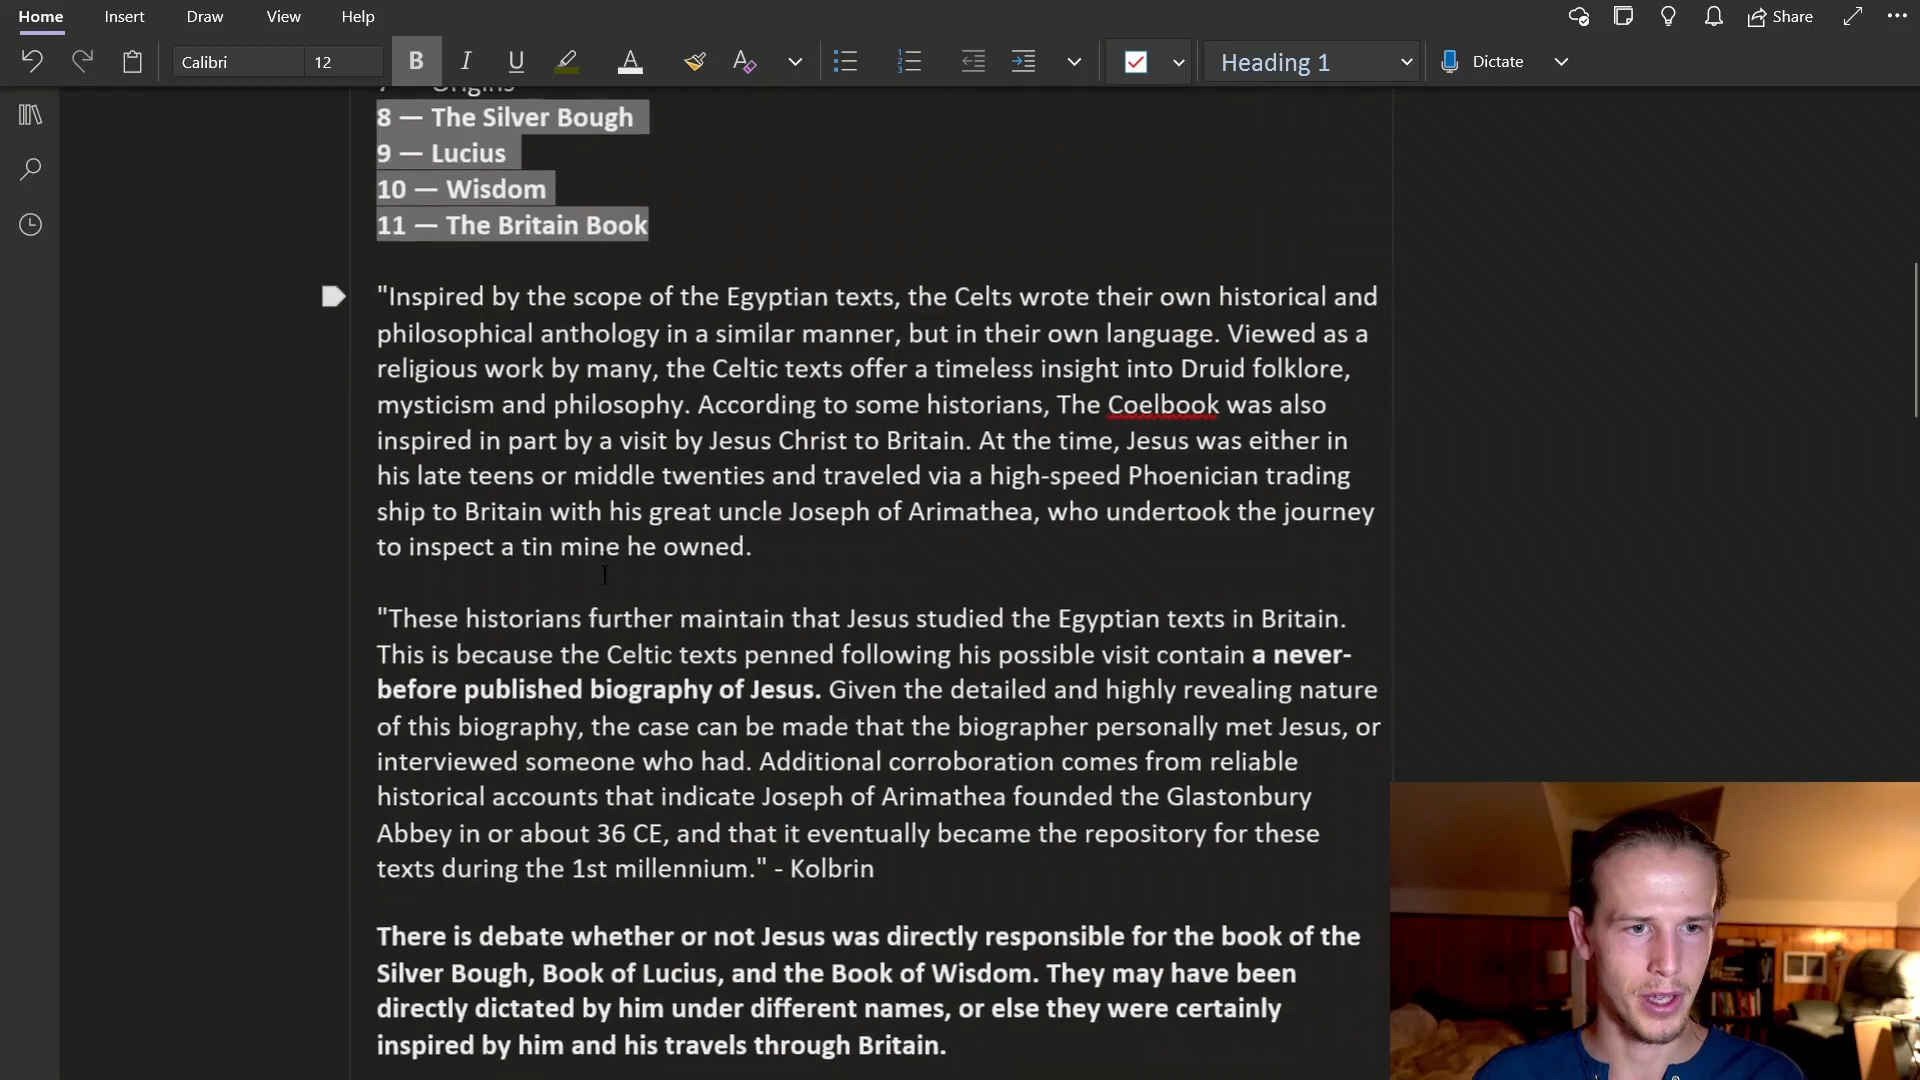 Home Insert Draw View Help Share
Calibri 12 B I U A A Heading 1 Dictate
Origins
8 — The Silver Bough
9 — Lucius
10 — Wisdom
11 — The Britain Book
"Inspired by the scope of the Egyptian texts, the Celts wrote their own historical and
philosophical anthology in a similar manner, but in their own language. Viewed as a
religious work by many, the Celtic texts offer a timeless insight into Druid folklore,
mysticism and philosophy. According to some historians, The Coelbook was also
inspired in part by a visit by Jesus Christ to Britain. At the time, Jesus was either in
his late teens or middle twenties and traveled via a high-speed Phoenician trading
ship to Britain with his great uncle Joseph of Arimathea, who undertook the journey
to inspect a tin mine he owned.
"These historians further maintain that Jesus studied the Egyptian texts in Britain.
This is because the Celtic texts penned following his possible visit contain a never-
before published biography of Jesus. Given the detailed and highly revealing nature
of this biography, the case can be made that the biographer personally met Jesus, or
interviewed someone who had. Additional corroboration comes from reliable
historical accounts that indicate Joseph of Arimathea founded the Glastonbury
Abbey in or about 36 CE, and that it eventually became the repository for these
texts during the 1st millennium." - Kolbrin
There is debate whether or not Jesus was directly responsible for the book of the
Silver Bough, Book of Lucius, and the Book of Wisdom. They may have been
directly dictated by him under different names, or else they were certainly
inspired by him and his travels through Britain.